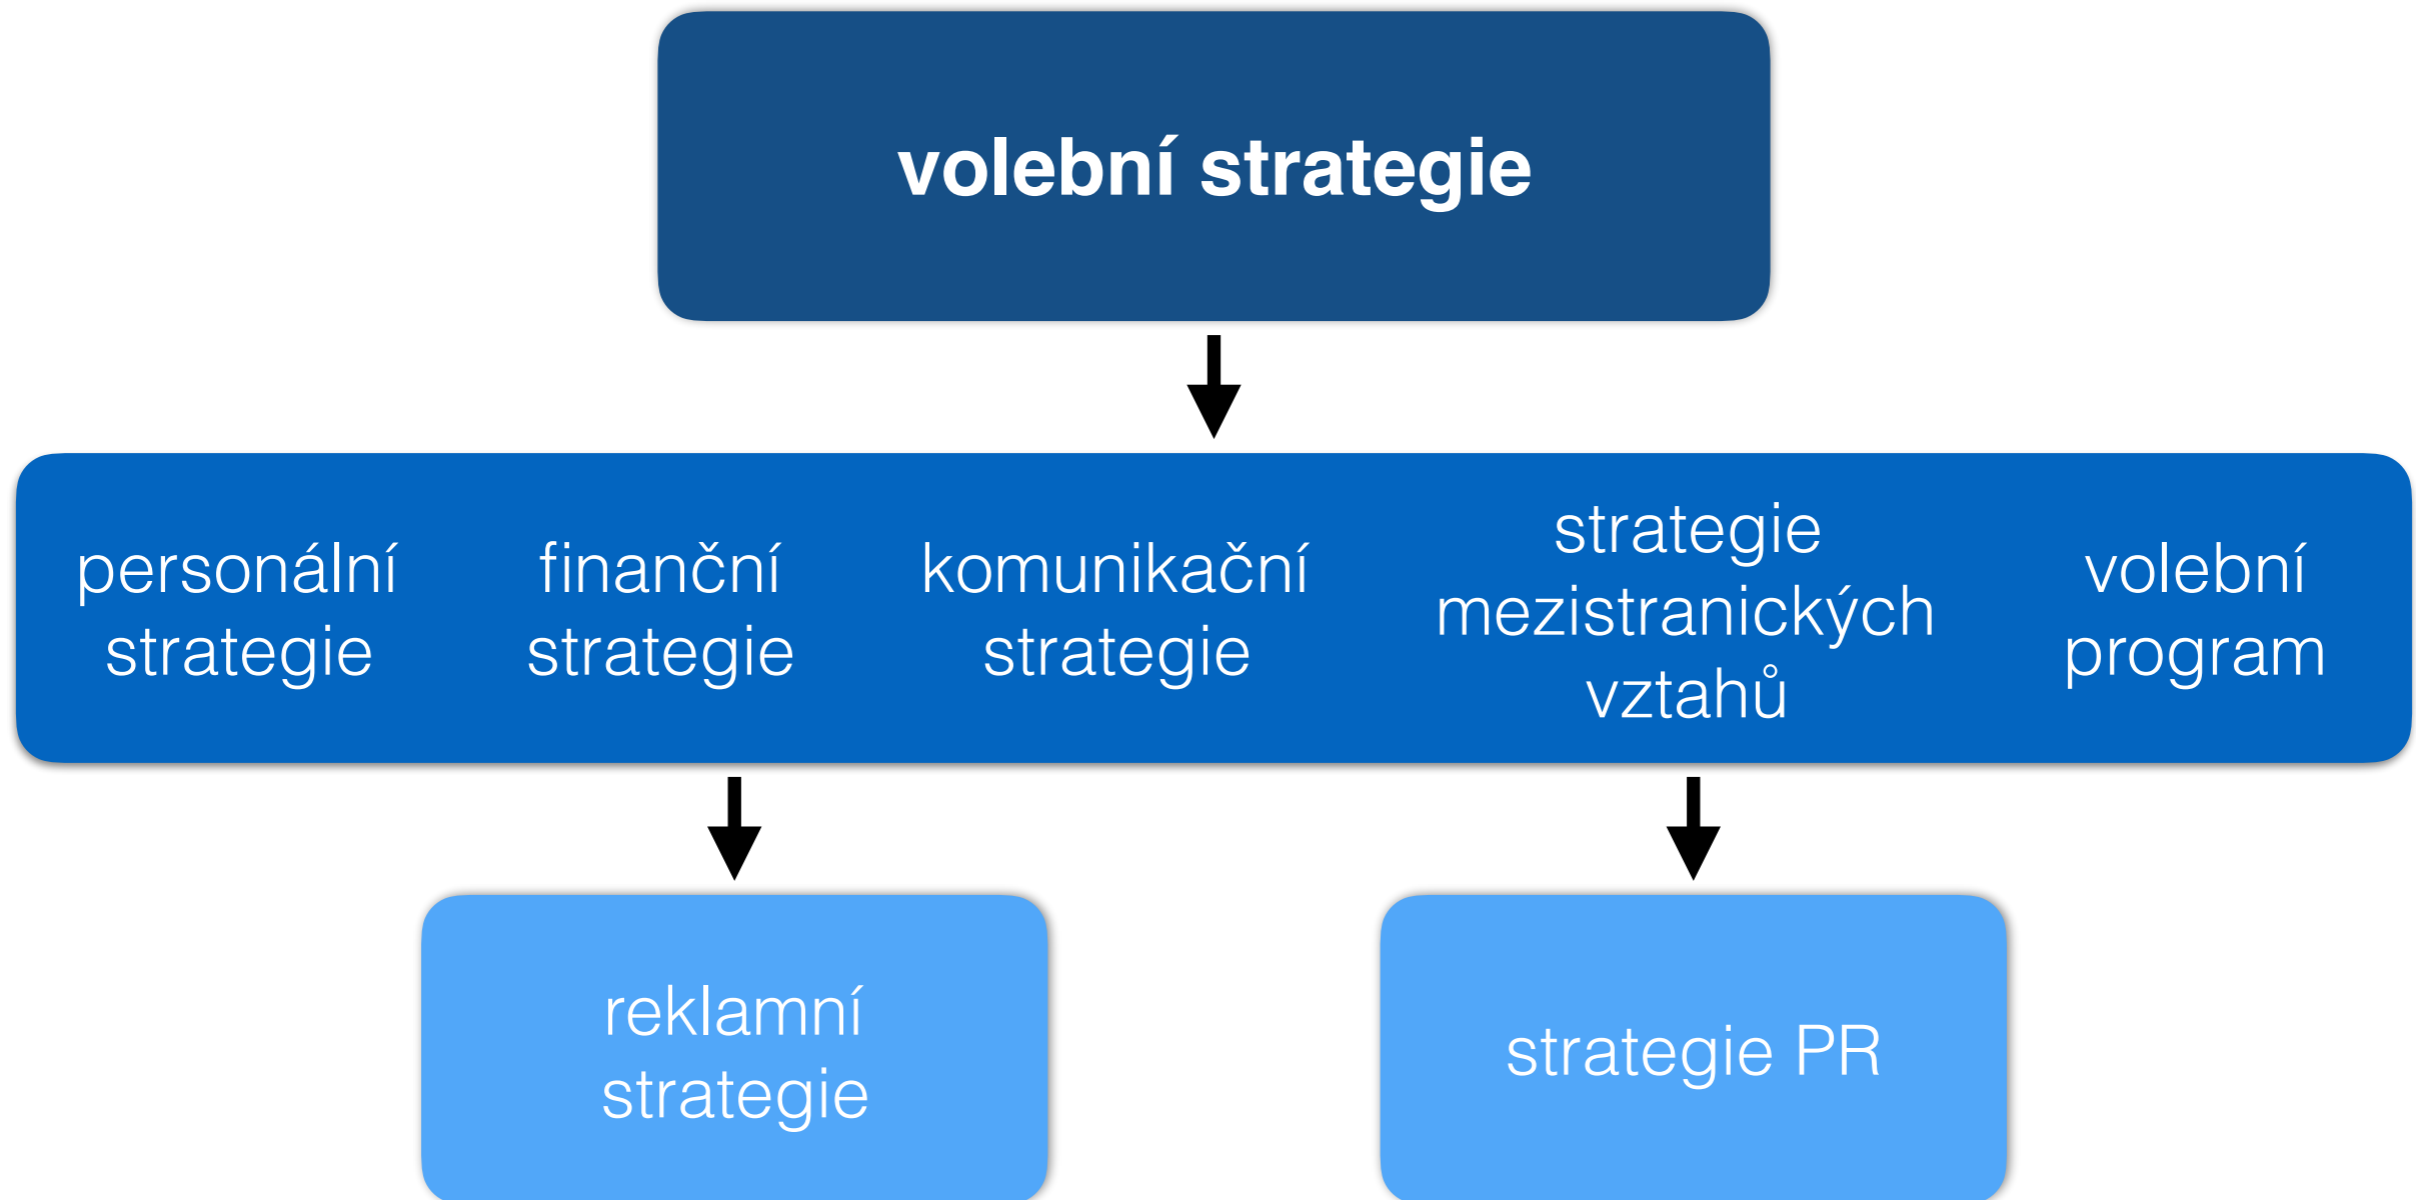 volební strategie
personální
strategie
finanční
strategie
komunikační
strategie
strategie
mezistranických
vztahů
volební
program
reklamní
strategie
strategie PR